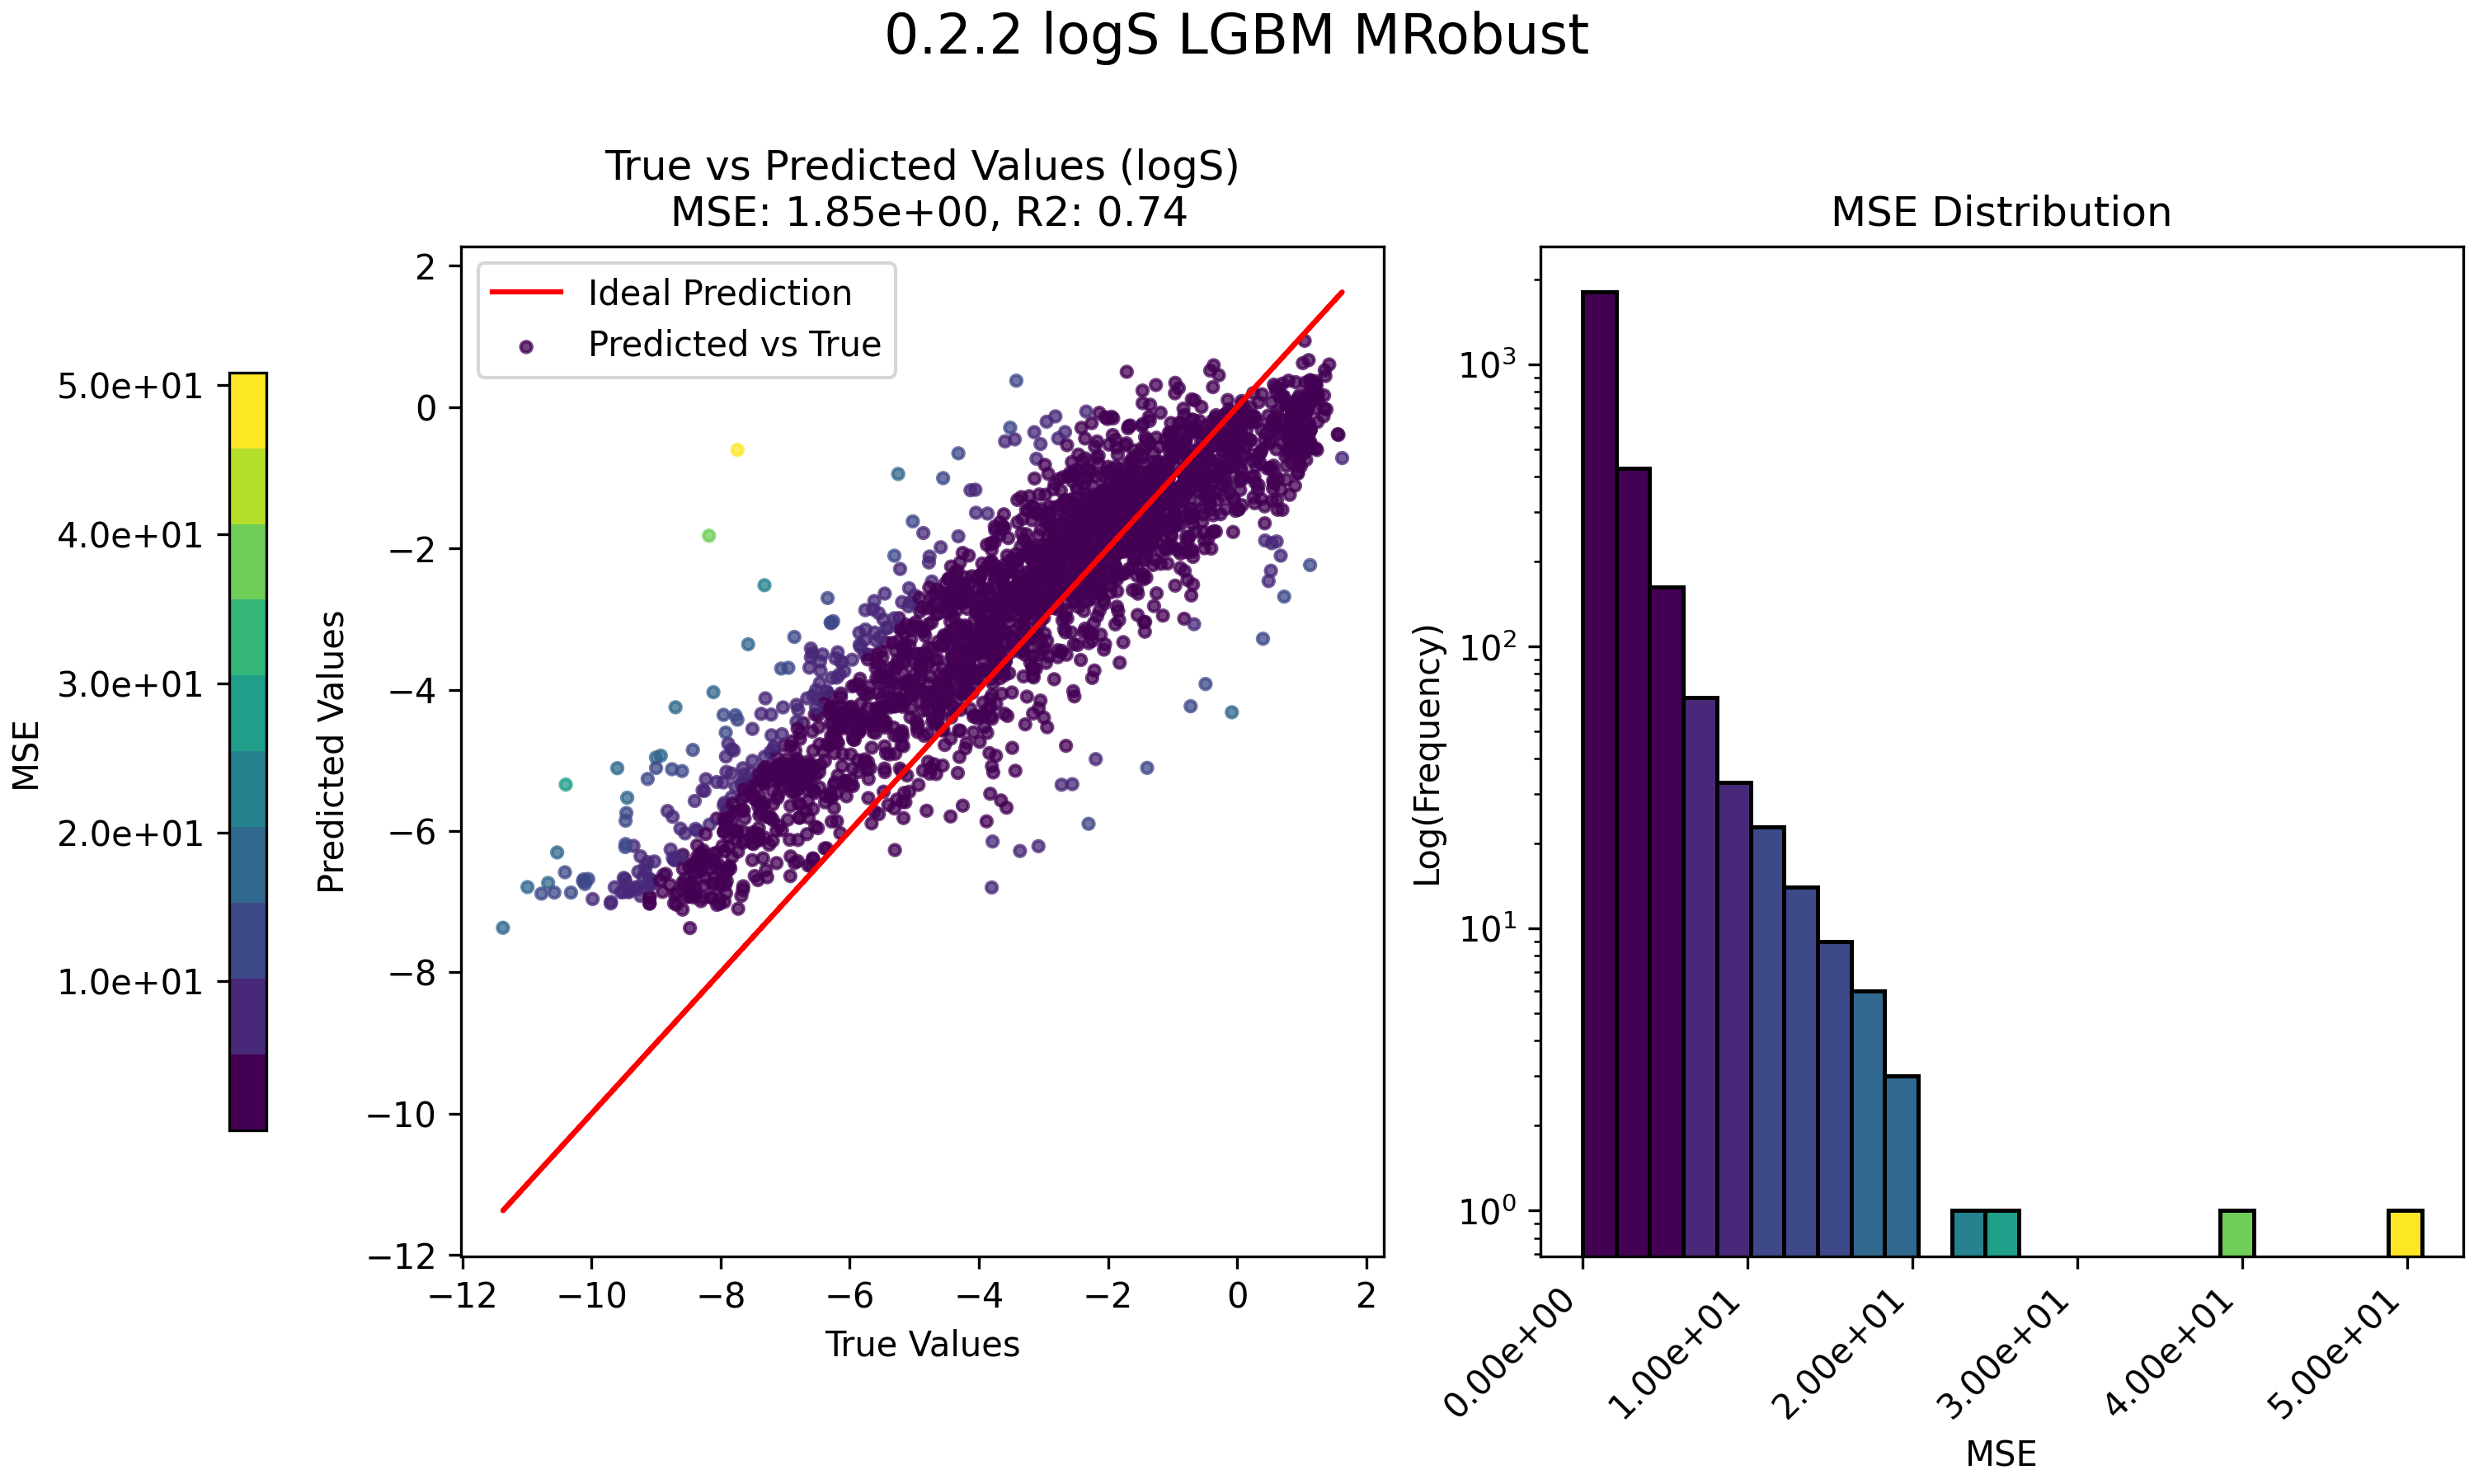 0.2.2 logS LGBM MRobust
True vs Predicted Values (logS)
MSE: 1.85e+00, R2: 0.74
MSE Distribution
Ideal Prediction
Predicted vs True
5.0e+01
4.0e+01
3.0e+01
2.0e+01
1.0e+01
MSE
2
0
−2
−4
−6
−8
−10
−12
Predicted Values
−12 −10 −8 −6 −4 −2 0 2
True Values
10³
10²
10¹
10⁰
Log(Frequency)
0.00e+00 1.00e+01 2.00e+01 3.00e+01 4.00e+01 5.00e+01
MSE